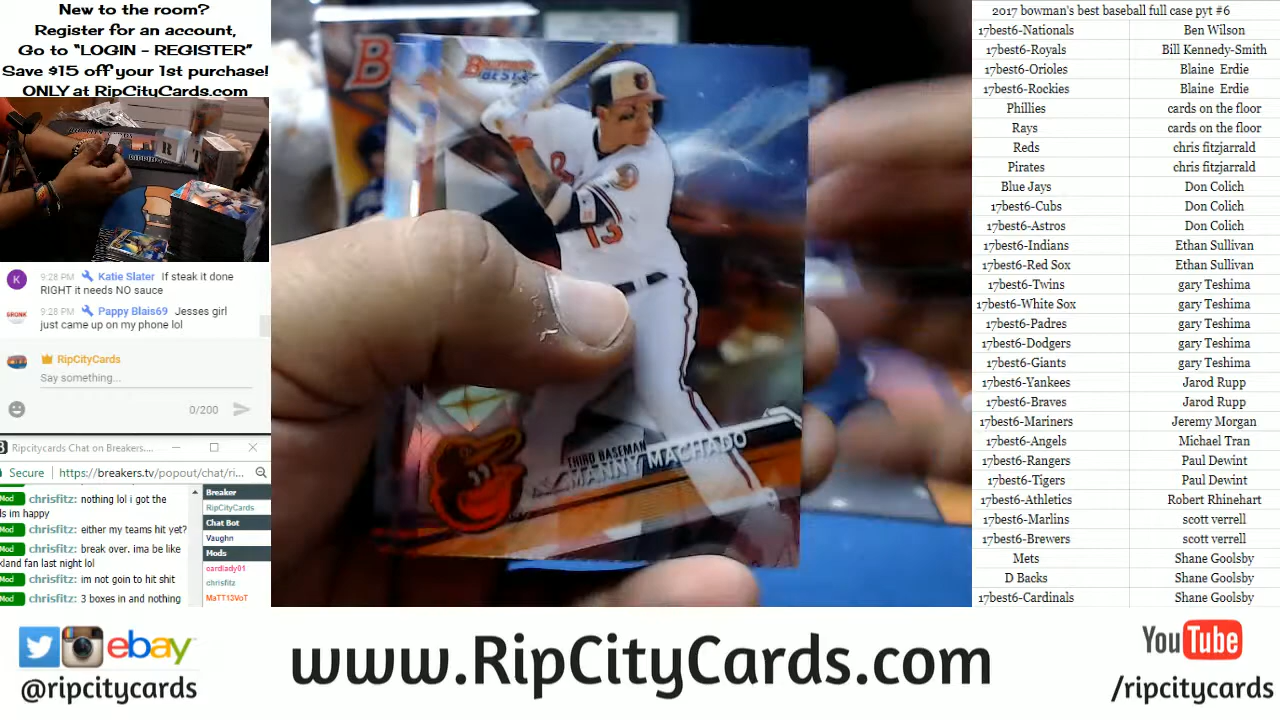 New to the room?
Register for an account,
Go to “LOGIN - REGISTER”
Save $15 off your 1st purchase!
ONLY at RipCityCards.com
K
9:28 PM Katie Slater If steak it done
RIGHT it needs NO sauce
9:28 PM Pappy Blais69 Jesses girl
just came up on my phone lol
RipCityCards
Say something...
0/200
Ripcitycards Chat on Breakers....
Secure https://breakers.tv/popout/chat/ri...
Mod chrisfitz: nothing lol i got the
ls im happy
Mod chrisfitz: either my teams hit yet?
Mod chrisfitz: break over. ima be like
kland fan last night lol
Mod chrisfitz: im not goin to hit shit
Mod chrisfitz: 3 boxes in and nothing
Breaker
RipCityCards
Chat Bot
Vaughn
Mods
cardlady01
chrisfitz
MaTT13VoT
B
BEST
13
THIRD BASEMAN
MANNY MACHADO
2017 bowman's best baseball full case pyt #6
17best6-Nationals Ben Wilson
17best6-Royals Bill Kennedy-Smith
17best6-Orioles Blaine Erdie
17best6-Rockies Blaine Erdie
Phillies cards on the floor
Rays cards on the floor
Reds chris fitzjarrald
Pirates chris fitzjarrald
Blue Jays Don Colich
17best6-Cubs Don Colich
17best6-Astros Don Colich
17best6-Indians Ethan Sullivan
17best6-Red Sox Ethan Sullivan
17best6-Twins gary Teshima
17best6-White Sox gary Teshima
17best6-Padres gary Teshima
17best6-Dodgers gary Teshima
17best6-Giants gary Teshima
17best6-Yankees Jarod Rupp
17best6-Braves Jarod Rupp
17best6-Mariners Jeremy Morgan
17best6-Angels Michael Tran
17best6-Rangers Paul Dewint
17best6-Tigers Paul Dewint
17best6-Athletics Robert Rhinehart
17best6-Marlins scott verrell
17best6-Brewers scott verrell
Mets Shane Goolsby
D Backs Shane Goolsby
17best6-Cardinals Shane Goolsby
ebay
@ripcitycards
www.RipCityCards.com
YouTube
/ripcitycards